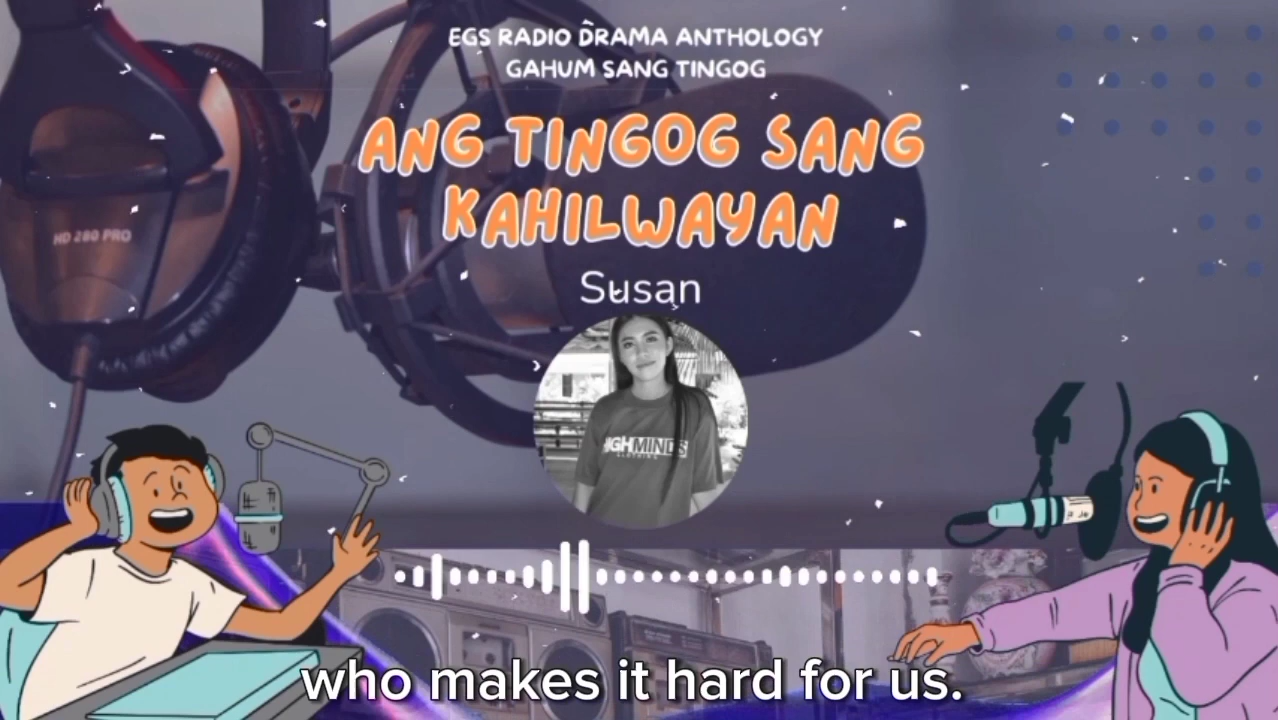 EGS RADIO DRAMA ANTHOLOGY
GAHUM SANG TINGOG
ANG TINGOG SANG
KAHILWAYAN
Susan
HD 280 PRO
HIGHMINDS
CLOTHING
who makes it hard for us.